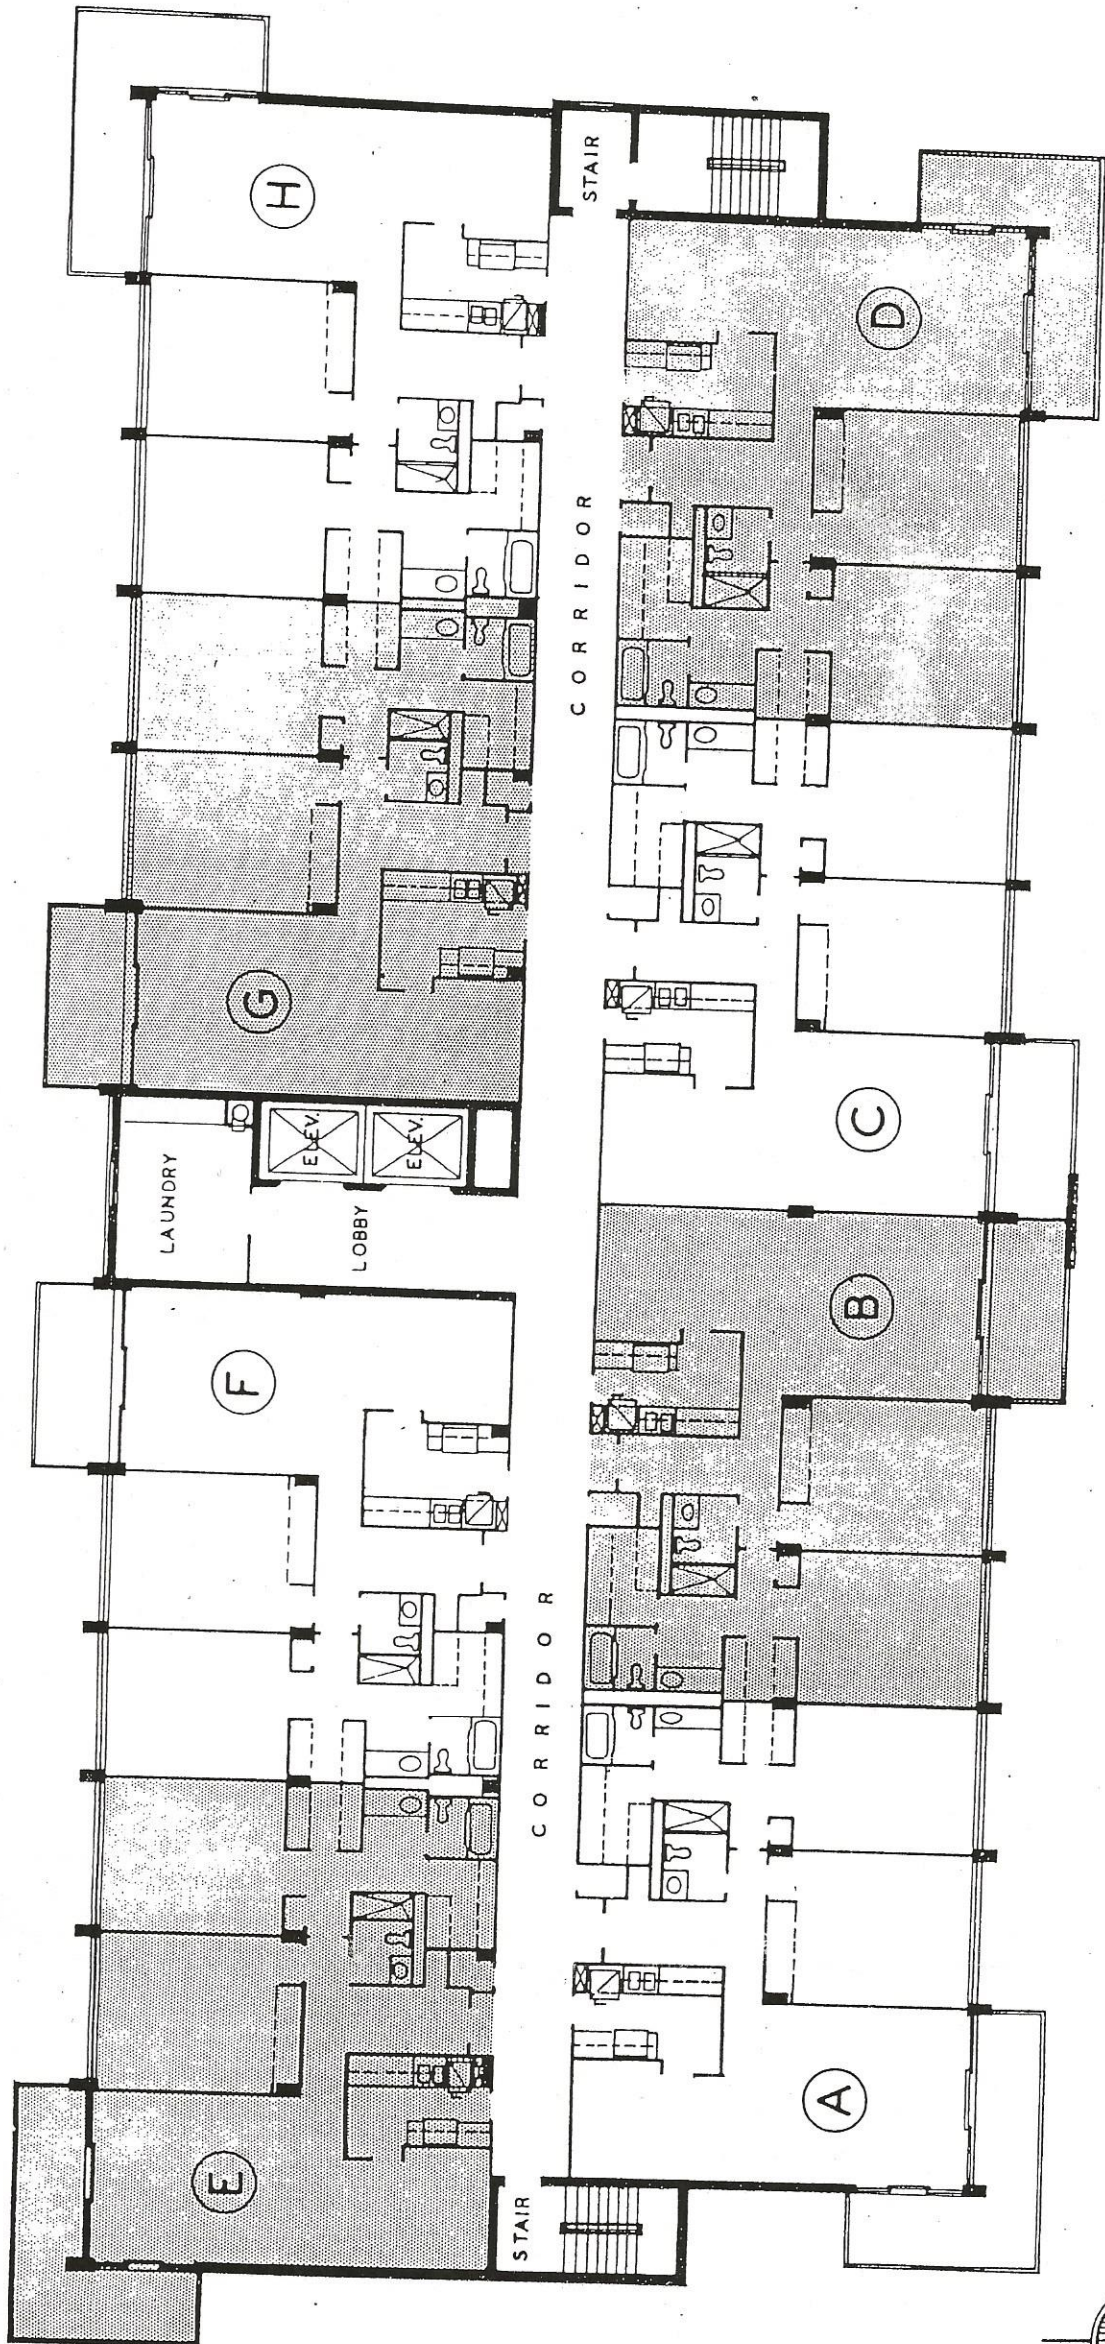 H
STAIR
D
CORRIDOR
G
ELEV.
ELEV.
LAUNDRY
LOBBY
C
B
F
CORRIDOR
E
A
STAIR